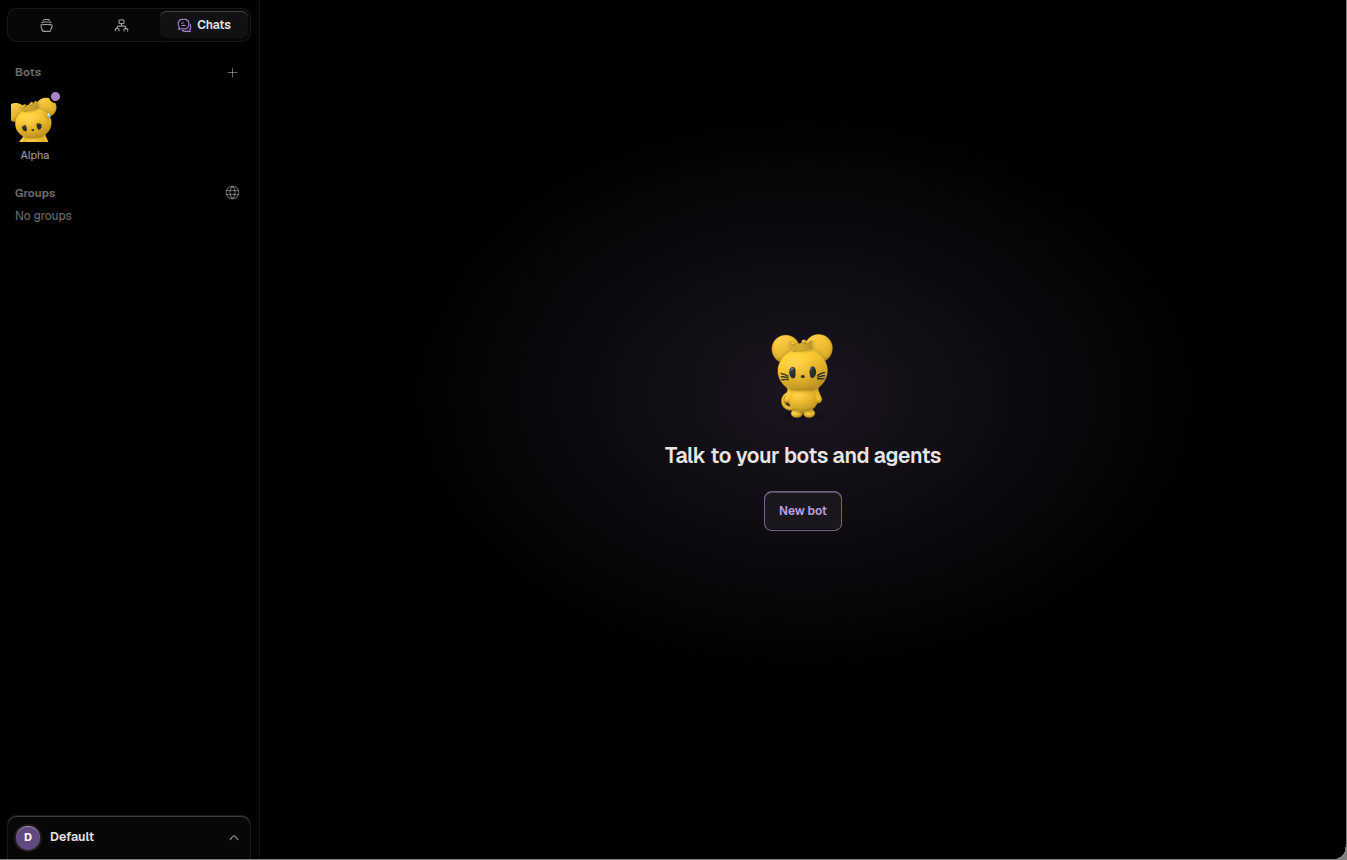 Chats
Bots
Alpha
Groups
No groups
Talk to your bots and agents
New bot
D
Default